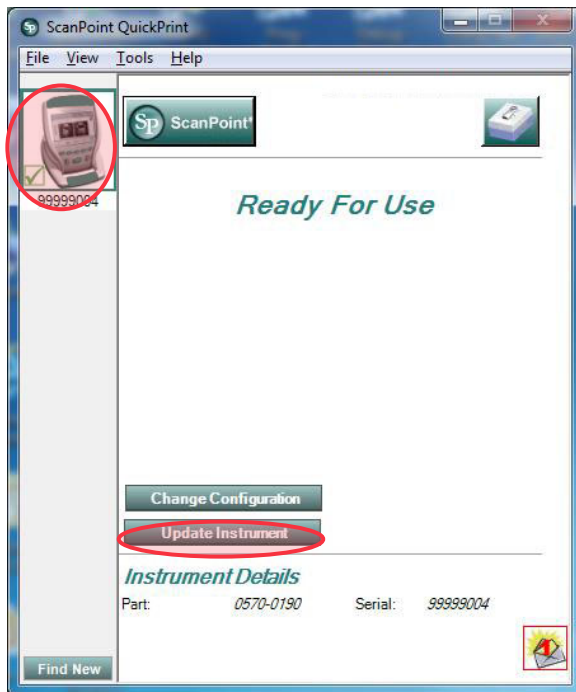 ScanPoint QuickPrint
File View Tools Help
Sp ScanPoint®
99999004
Ready For Use
Change Configuration
Update Instrument
Instrument Details
Part: 0570-0190 Serial: 99999004
Find New